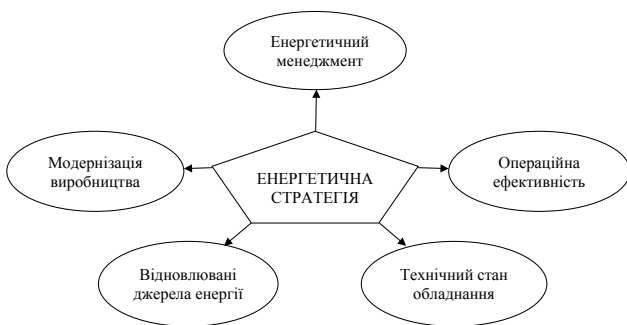 Енергетичний
менеджмент
Модернізація
виробництва
ЕНЕРГЕТИЧНА
СТРАТЕГІЯ
Операційна
ефективність
Відновлювані
джерела енергії
Технічний стан
обладнання